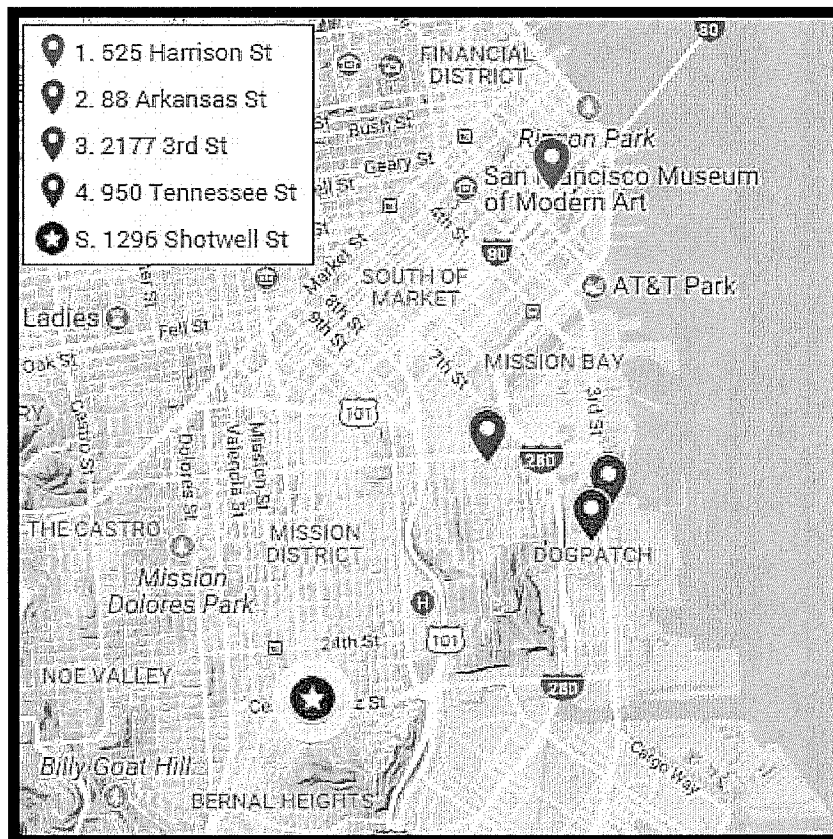 1. 525 Harrison St
2. 88 Arkansas St
3. 2177 3rd St
4. 950 Tennessee St
S. 1296 Shotwell St
80
FINANCIAL
DISTRICT
Bush St
Geary St
Park
San Francisco Museum
of Modern Art
4th St
80
Market St
SOUTH OF
MARKET
AT&T Park
8th St
9th St
Ladies
Fell St
7th St
MISSION BAY
Oak St
101
3rd St
Castro St
Dolores St
Valencia St
Mission St
280
THE CASTRO
MISSION
DISTRICT
DOGPATCH
Mission
Dolores Park
H
24th St
101
NOE VALLEY
St
280
Cargo Way
Billy Goat Hill
BERNAL HEIGHTS